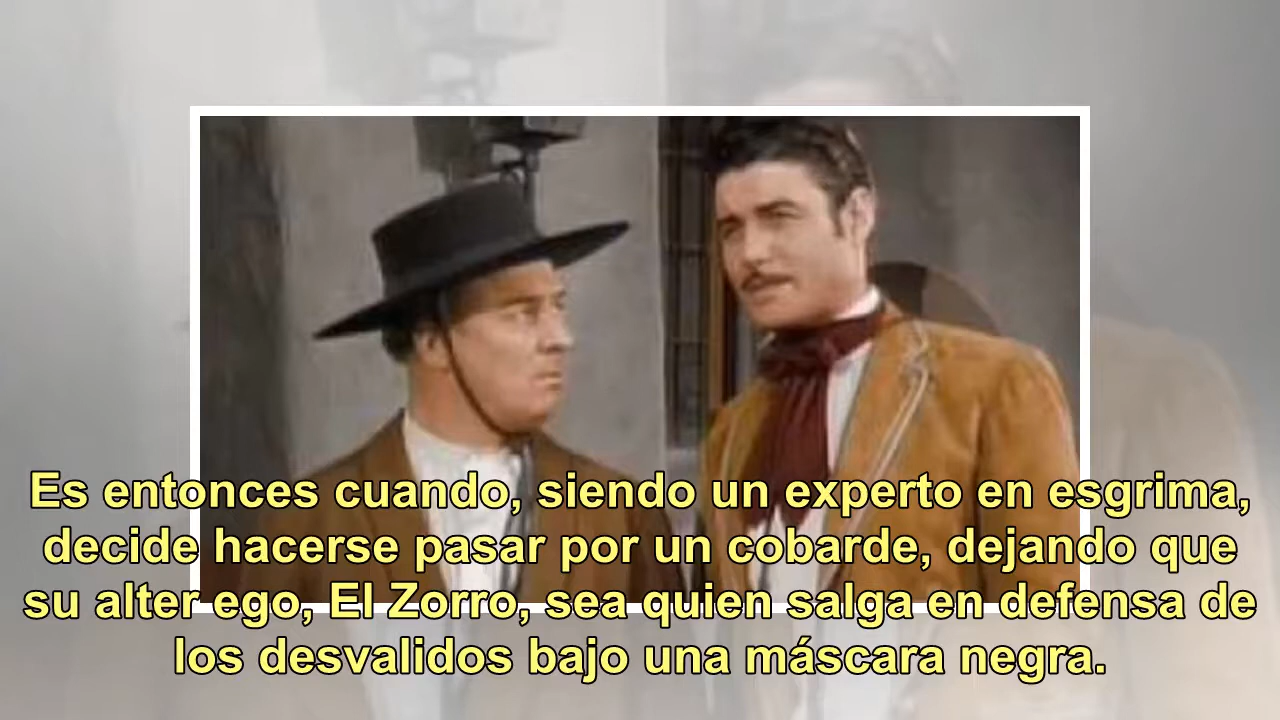 Es entonces cuando, siendo un experto en esgrima,
decide hacerse pasar por un cobarde, dejando que
su alter ego, El Zorro, sea quien salga en defensa de
los desvalidos bajo una máscara negra.